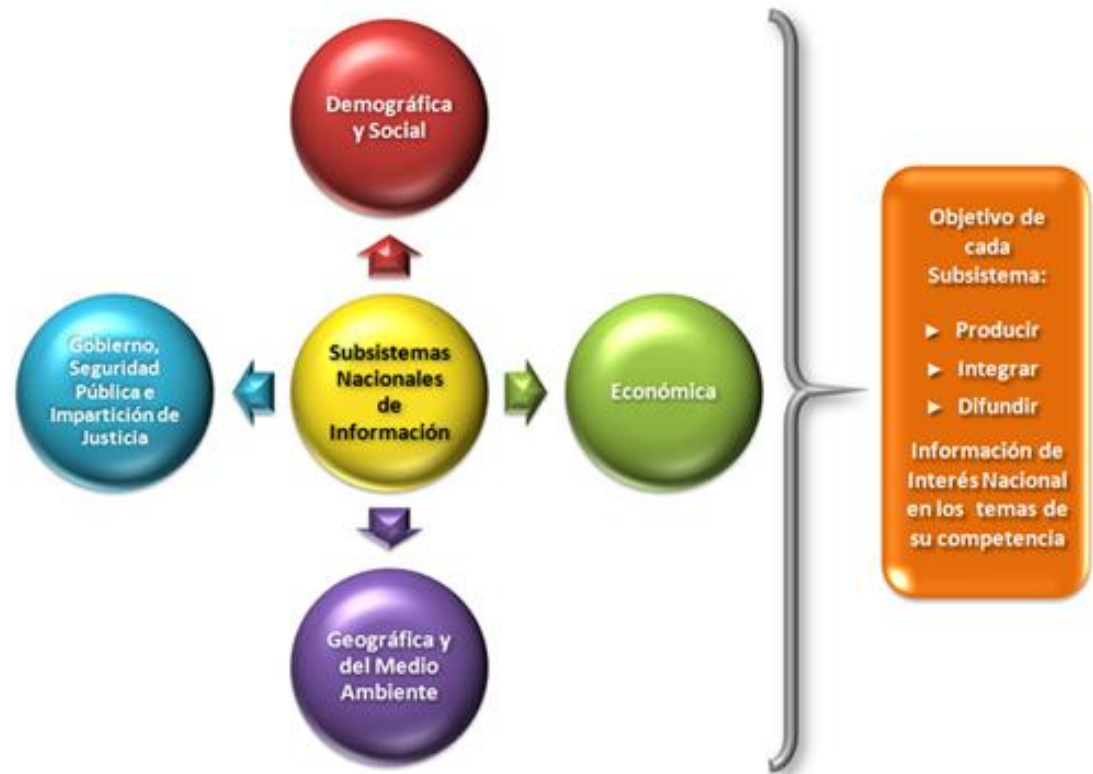 Demográfica
y Social
Gobierno,
Seguridad
Pública e
Impartición de
Justicia
Subsistemas
Nacionales
de
Información
Económica
Geográfica y
del Medio
Ambiente
Objetivo de
cada
Subsistema:
► Producir
► Integrar
► Difundir
Información de
Interés Nacional
en los temas de
su competencia